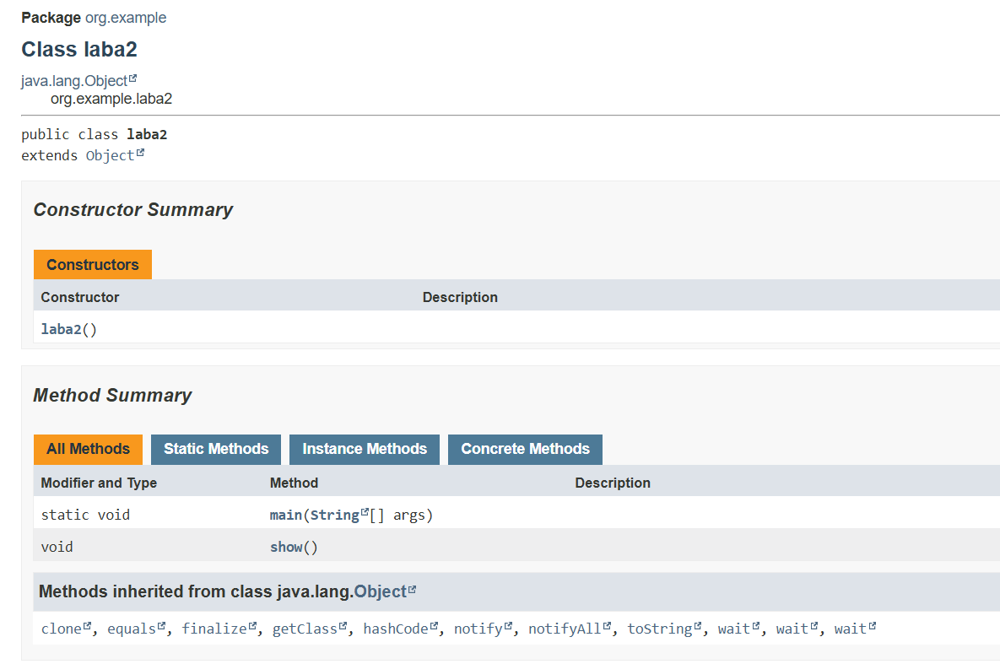 Package org.example
Class laba2
java.lang.Object
org.example.laba2
public class laba2
extends Object
Constructor Summary
Constructors
Constructor Description
laba2()
Method Summary
All Methods Static Methods Instance Methods Concrete Methods
Modifier and Type Method Description
static void main(String[] args)
void show()
Methods inherited from class java.lang.Object
clone, equals, finalize, getClass, hashCode, notify, notifyAll, toString, wait, wait, wait